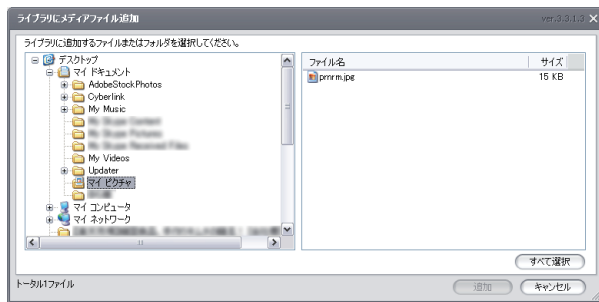 ライブラリにメディアファイル追加
ver.3.3.1.3
ライブラリに追加するファイルまたはフォルダを選択してください。
デスクトップ
マイ ドキュメント
AdobeStockPhotos
Cyberlink
My Music
My Videos
Updater
マイ ピクチャ
マイ コンピュータ
マイ ネットワーク
ファイル名 サイズ
prnrm.jpg 15 KB
すべて選択
トータル1ファイル
追加 キャンセル